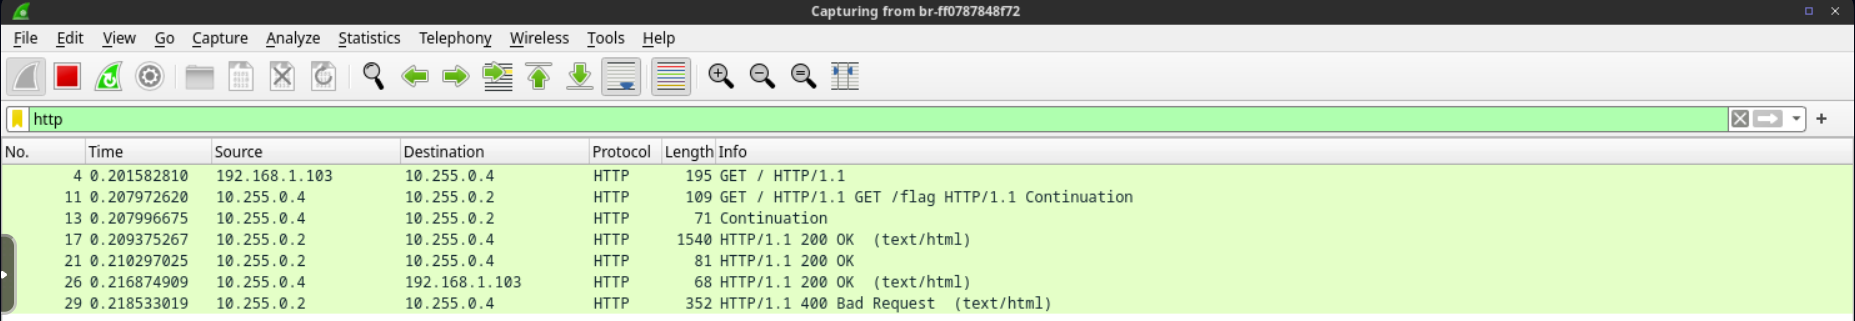 Capturing from br-ff0787848f72
File Edit View Go Capture Analyze Statistics Telephony Wireless Tools Help
http
No. Time Source Destination Protocol Length Info
4 0.201582810 192.168.1.103 10.255.0.4 HTTP 195 GET / HTTP/1.1
11 0.207972620 10.255.0.4 10.255.0.2 HTTP 109 GET / HTTP/1.1 GET /flag HTTP/1.1 Continuation
13 0.207996675 10.255.0.4 10.255.0.2 HTTP 71 Continuation
17 0.209375267 10.255.0.2 10.255.0.4 HTTP 1540 HTTP/1.1 200 OK (text/html)
21 0.210297025 10.255.0.2 10.255.0.4 HTTP 81 HTTP/1.1 200 OK
26 0.216874909 10.255.0.4 192.168.1.103 HTTP 68 HTTP/1.1 200 OK (text/html)
29 0.218533019 10.255.0.2 10.255.0.4 HTTP 352 HTTP/1.1 400 Bad Request (text/html)